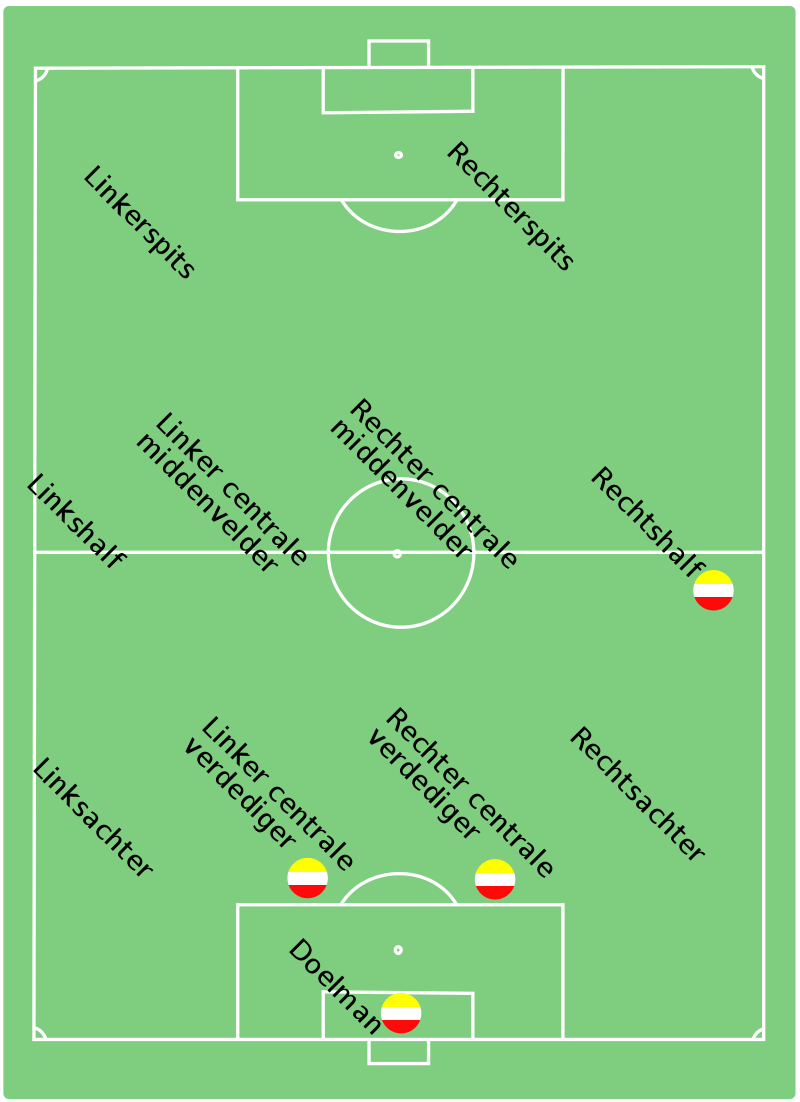 Linkerspits
Rechterspits
Linkshalf
Linker centrale
middenvelder
Rechter centrale
middenvelder
Rechtshalf
Linksachter
Linker centrale
verdediger
Rechter centrale
verdediger
Rechtsachter
Doelman